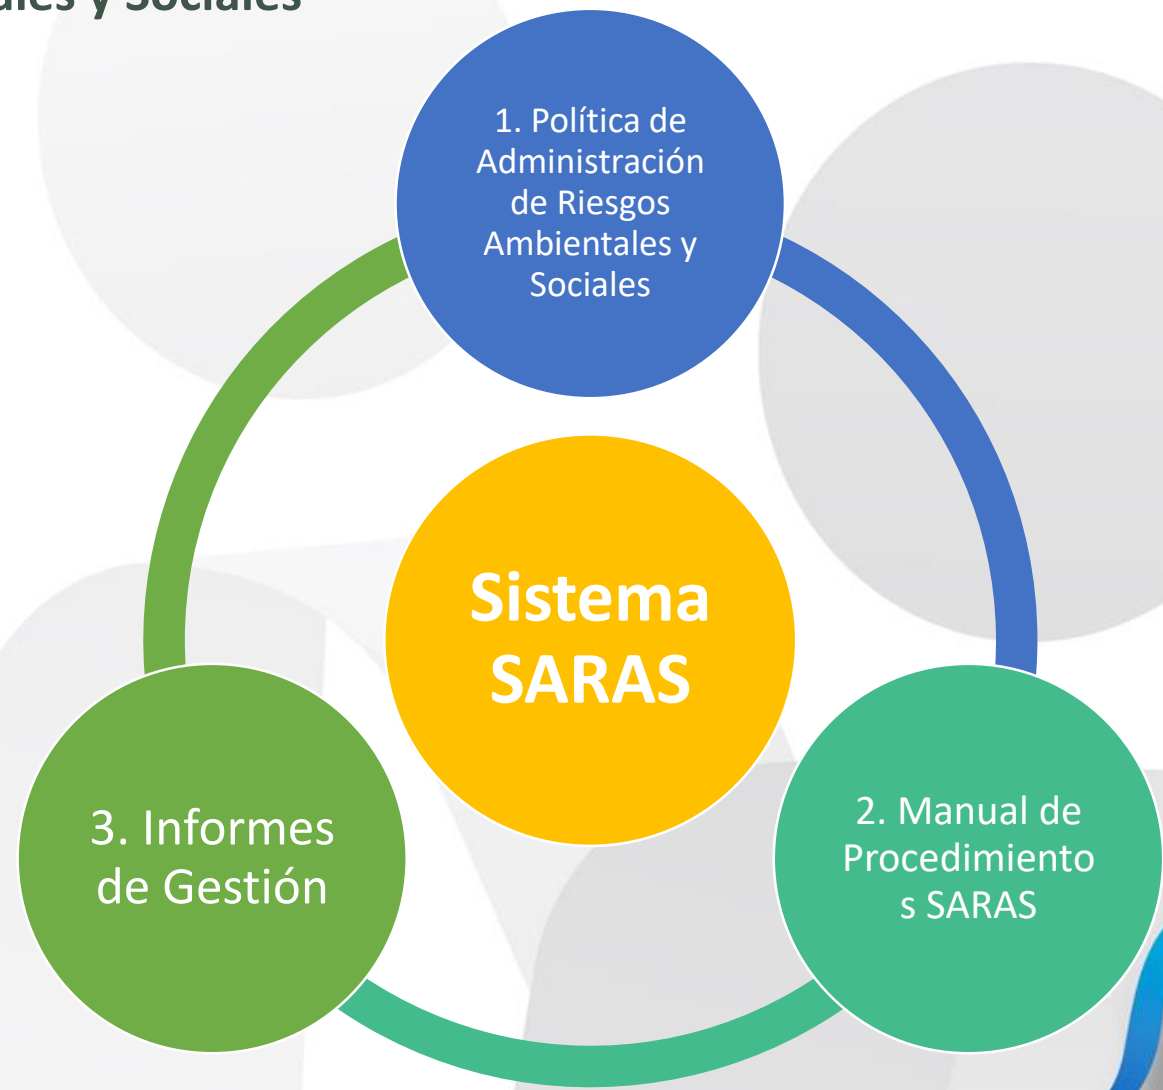 ales y Sociales
1. Política de
Administración
de Riesgos
Ambientales y
Sociales
Sistema
SARAS
3. Informes
de Gestión
2. Manual de
Procedimiento
s SARAS